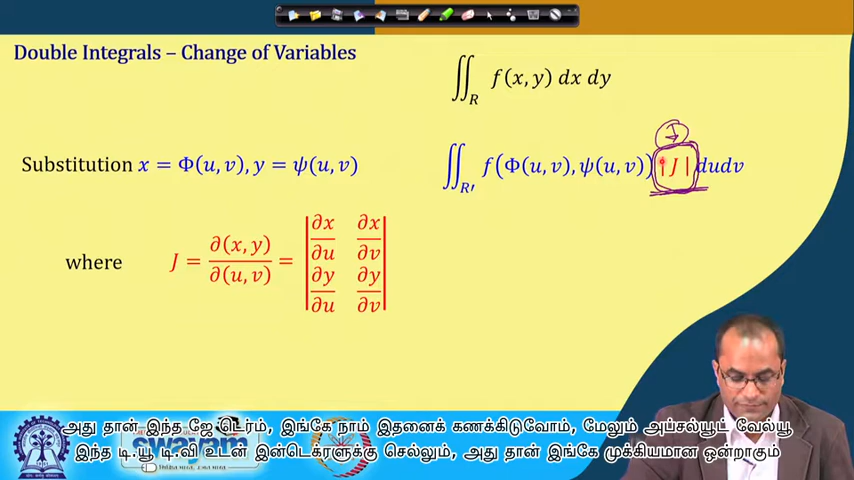 Double Integrals – Change of Variables
∬_R f(x, y) dx dy
Substitution x = Φ(u, v), y = ψ(u, v)
∬_R′ f(Φ(u, v), ψ(u, v)) |J| dudv
where J = ∂(x, y)/∂(u, v) = | ∂x/∂u ∂x/∂v ; ∂y/∂u ∂y/∂v |
swayam
அது தான் இந்த ஜே டெர்ம், இங்கே நாம் இதனைக் கணக்கிடுவோம், மேலும் அப்சல்யூட் வேல்யூ
இந்த டி.யூ டி.வி உடன் இன்டெக்ரளுக்கு செல்லும், அது தான் இங்கே முக்கியமான ஒன்றாகும்